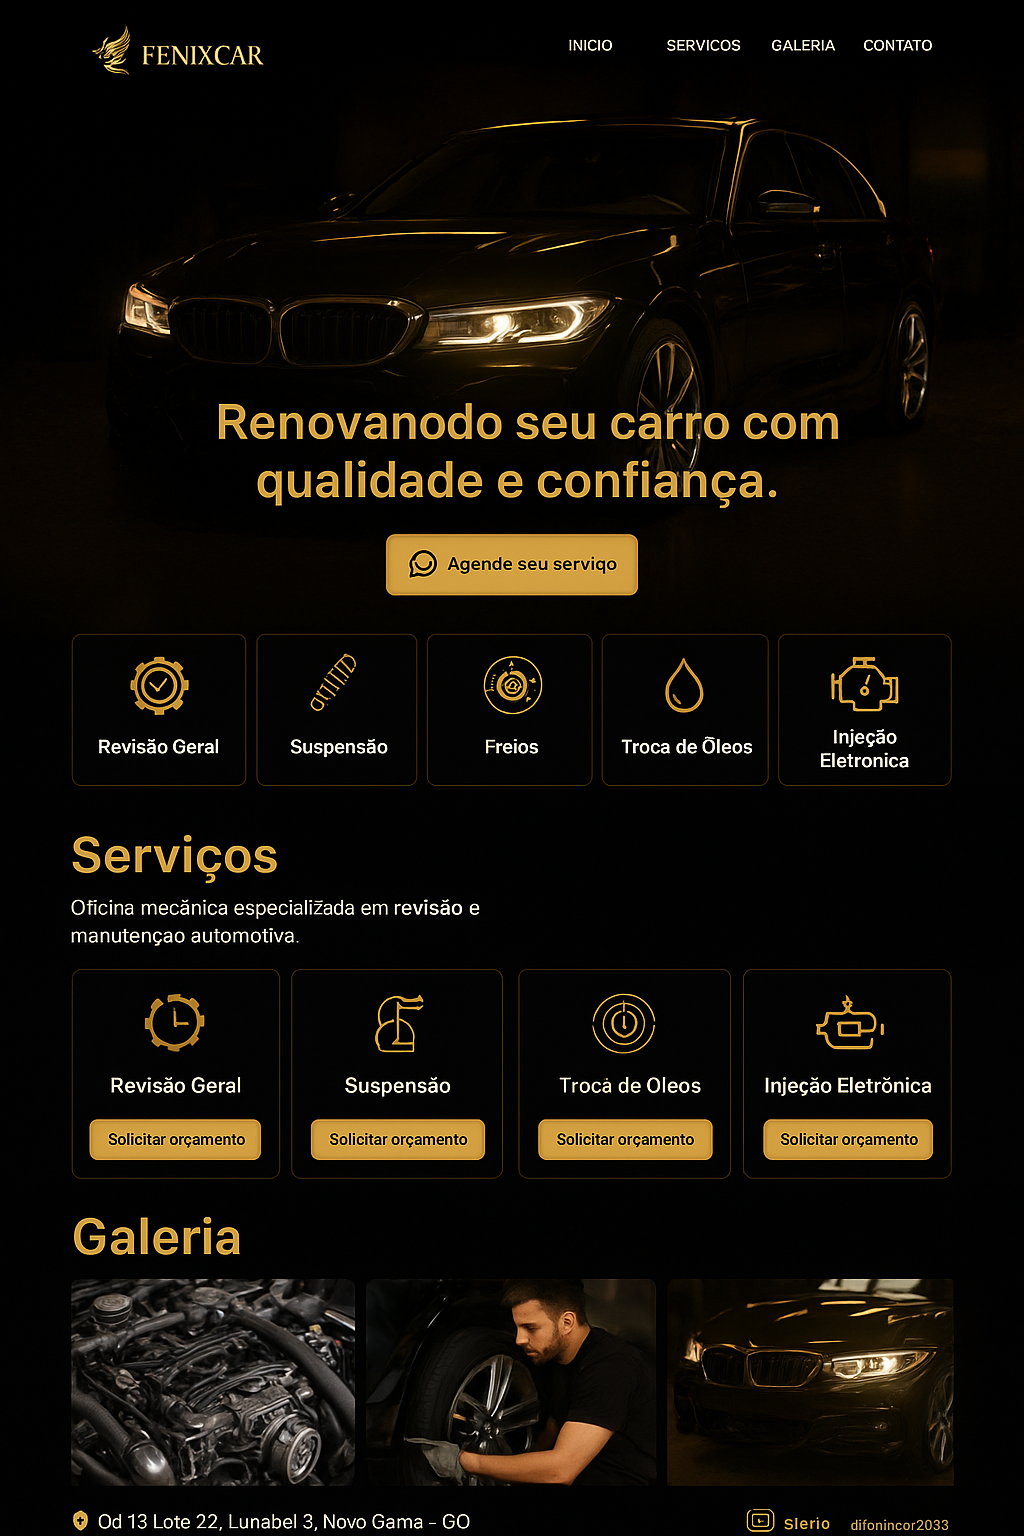 FENIXCAR
INICIO SERVICOS GALERIA CONTATO
Renovanodo seu carro com
qualidade e confiança.
Agende seu serviqo
Revisão Geral
Suspensão
Freios
Troca de Õleos
Injeção
Eletronica
Serviços
Oficina mecănica especializada em revisão e
manutençao automotiva.
Revisão Geral
Solicitar orçamento
Suspensão
Solicitar orçamento
Trocà de Oleos
Solicitar orçamento
Injeção Eletrŏnica
Solicitar orçamento
Galeria
Od 13 Lote 22, Lunabel 3, Novo Gama - GO
Slerio difonincor2033